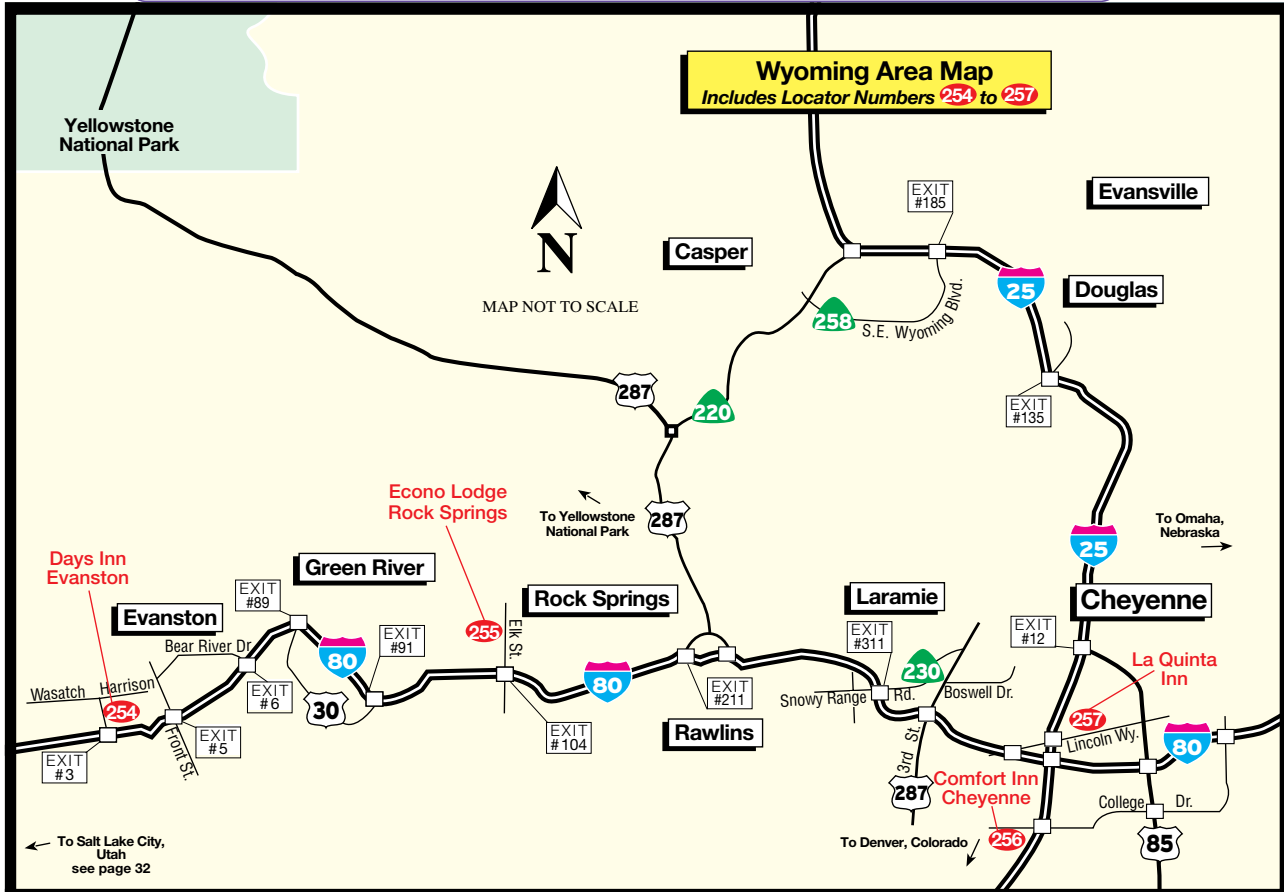 Wyoming Area Map
Includes Locator Numbers 254 to 257
Yellowstone
National Park
EXIT
#185
Evansville
Casper
N
MAP NOT TO SCALE
25
Douglas
258
S.E. Wyoming Blvd.
287
220
EXIT
#135
Econo Lodge
Rock Springs
To Yellowstone
National Park
287
25
To Omaha,
Nebraska
Days Inn
Evanston
Green River
EXIT
#89
Evanston
Bear River Dr.
80
EXIT
#91
255
Elk St.
Rock Springs
Laramie
Cheyenne
EXIT
#311
230
EXIT
#12
La Quinta
Inn
Wasatch
Harrison
254
EXIT
#3
Front St.
EXIT
#5
EXIT
#6
30
EXIT
#104
80
EXIT
#211
Rawlins
Snowy Range Rd.
Boswell Dr.
3rd St.
287
257
Lincoln Wy.
80
Comfort Inn
Cheyenne
256
College Dr.
85
To Denver, Colorado
To Salt Lake City,
Utah
see page 32